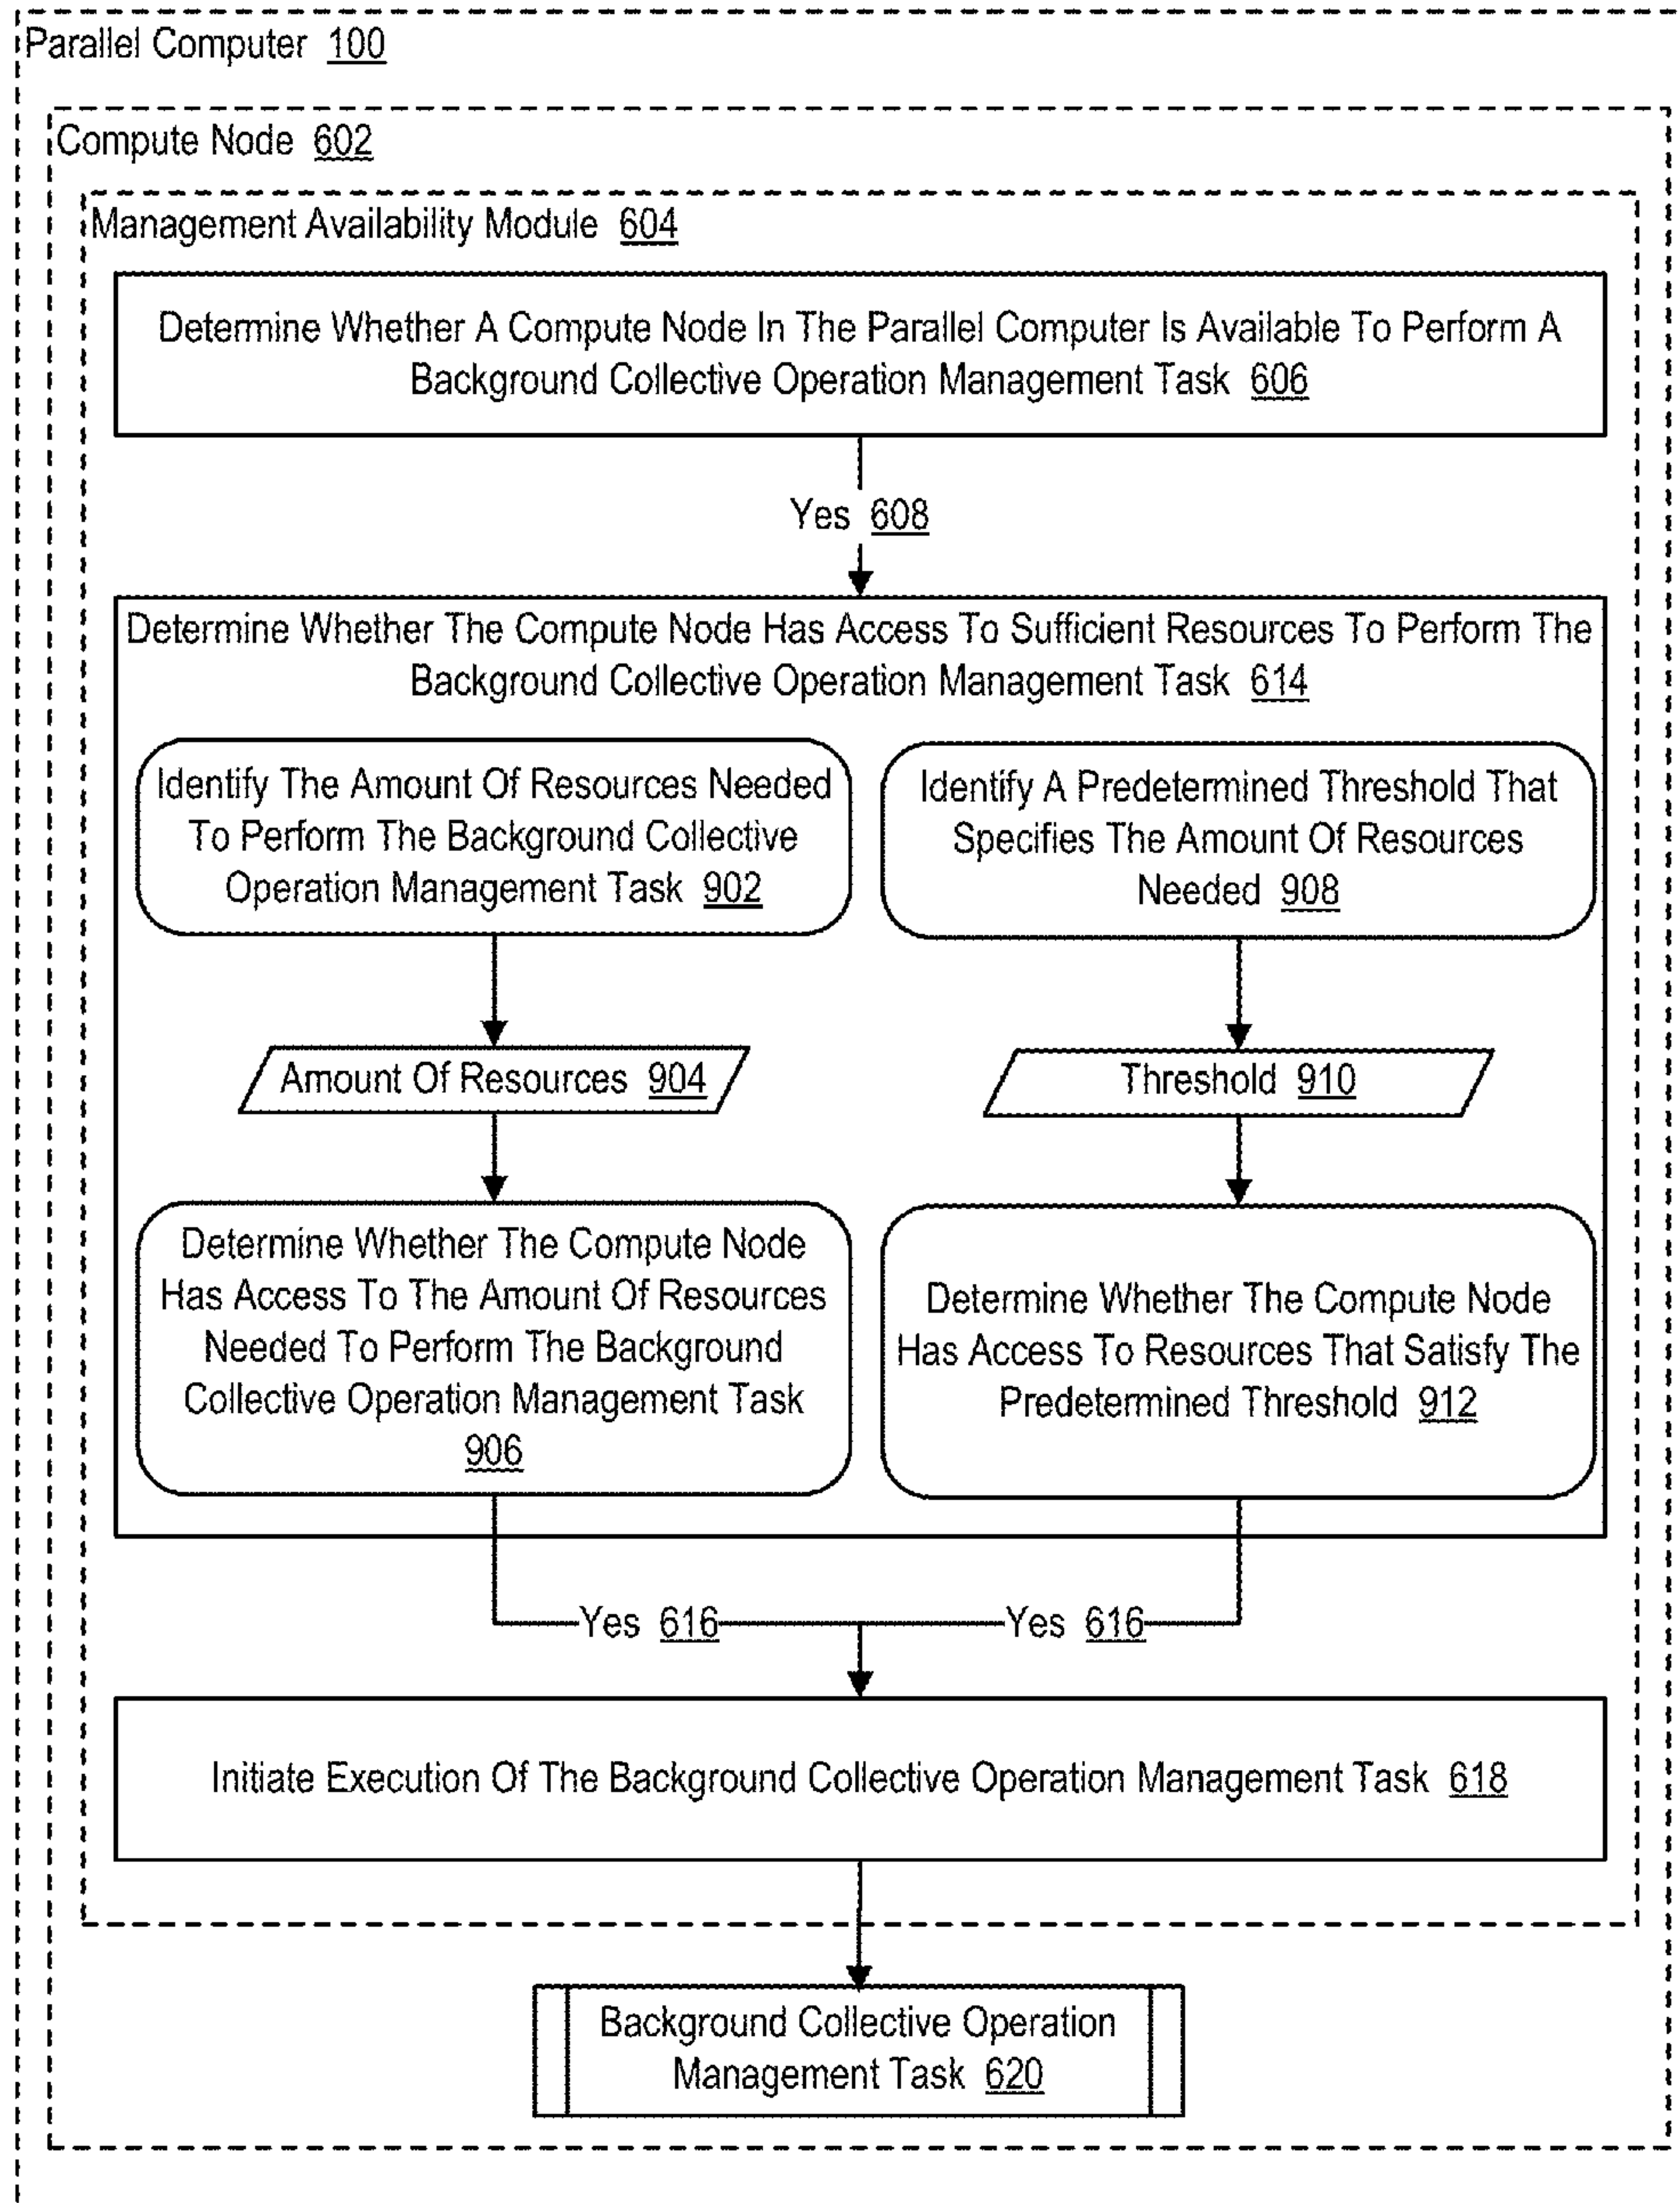 Parallel Computer 100
Compute Node 602
Management Availability Module 604
Determine Whether A Compute Node In The Parallel Computer Is Available To Perform A
Background Collective Operation Management Task 606
Yes 608
Determine Whether The Compute Node Has Access To Sufficient Resources To Perform The
Background Collective Operation Management Task 614
Identify The Amount Of Resources Needed
To Perform The Background Collective
Operation Management Task 902
Identify A Predetermined Threshold That
Specifies The Amount Of Resources
Needed 908
Amount Of Resources 904
Threshold 910
Determine Whether The Compute Node
Has Access To The Amount Of Resources
Needed To Perform The Background
Collective Operation Management Task
906
Determine Whether The Compute Node
Has Access To Resources That Satisfy The
Predetermined Threshold 912
Yes 616
Yes 616
Initiate Execution Of The Background Collective Operation Management Task 618
Background Collective Operation
Management Task 620